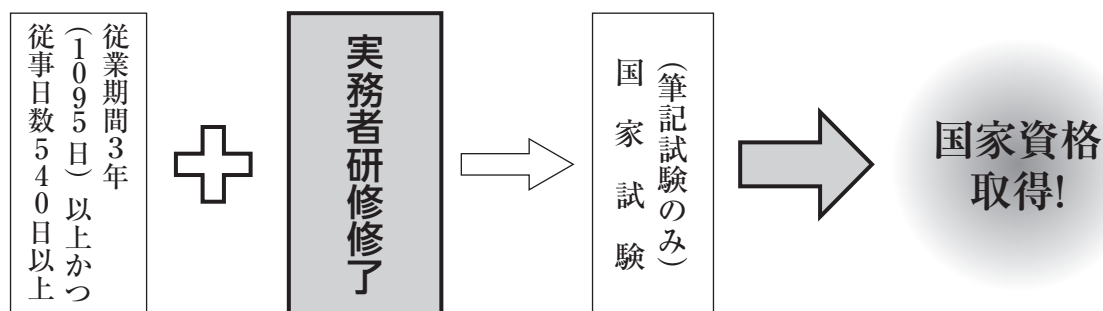 従業期間3年
(1095日)以上かつ
従事日数540日以上
実務者研修修了
(筆記試験のみ)
国家試験
国家資格
取得!